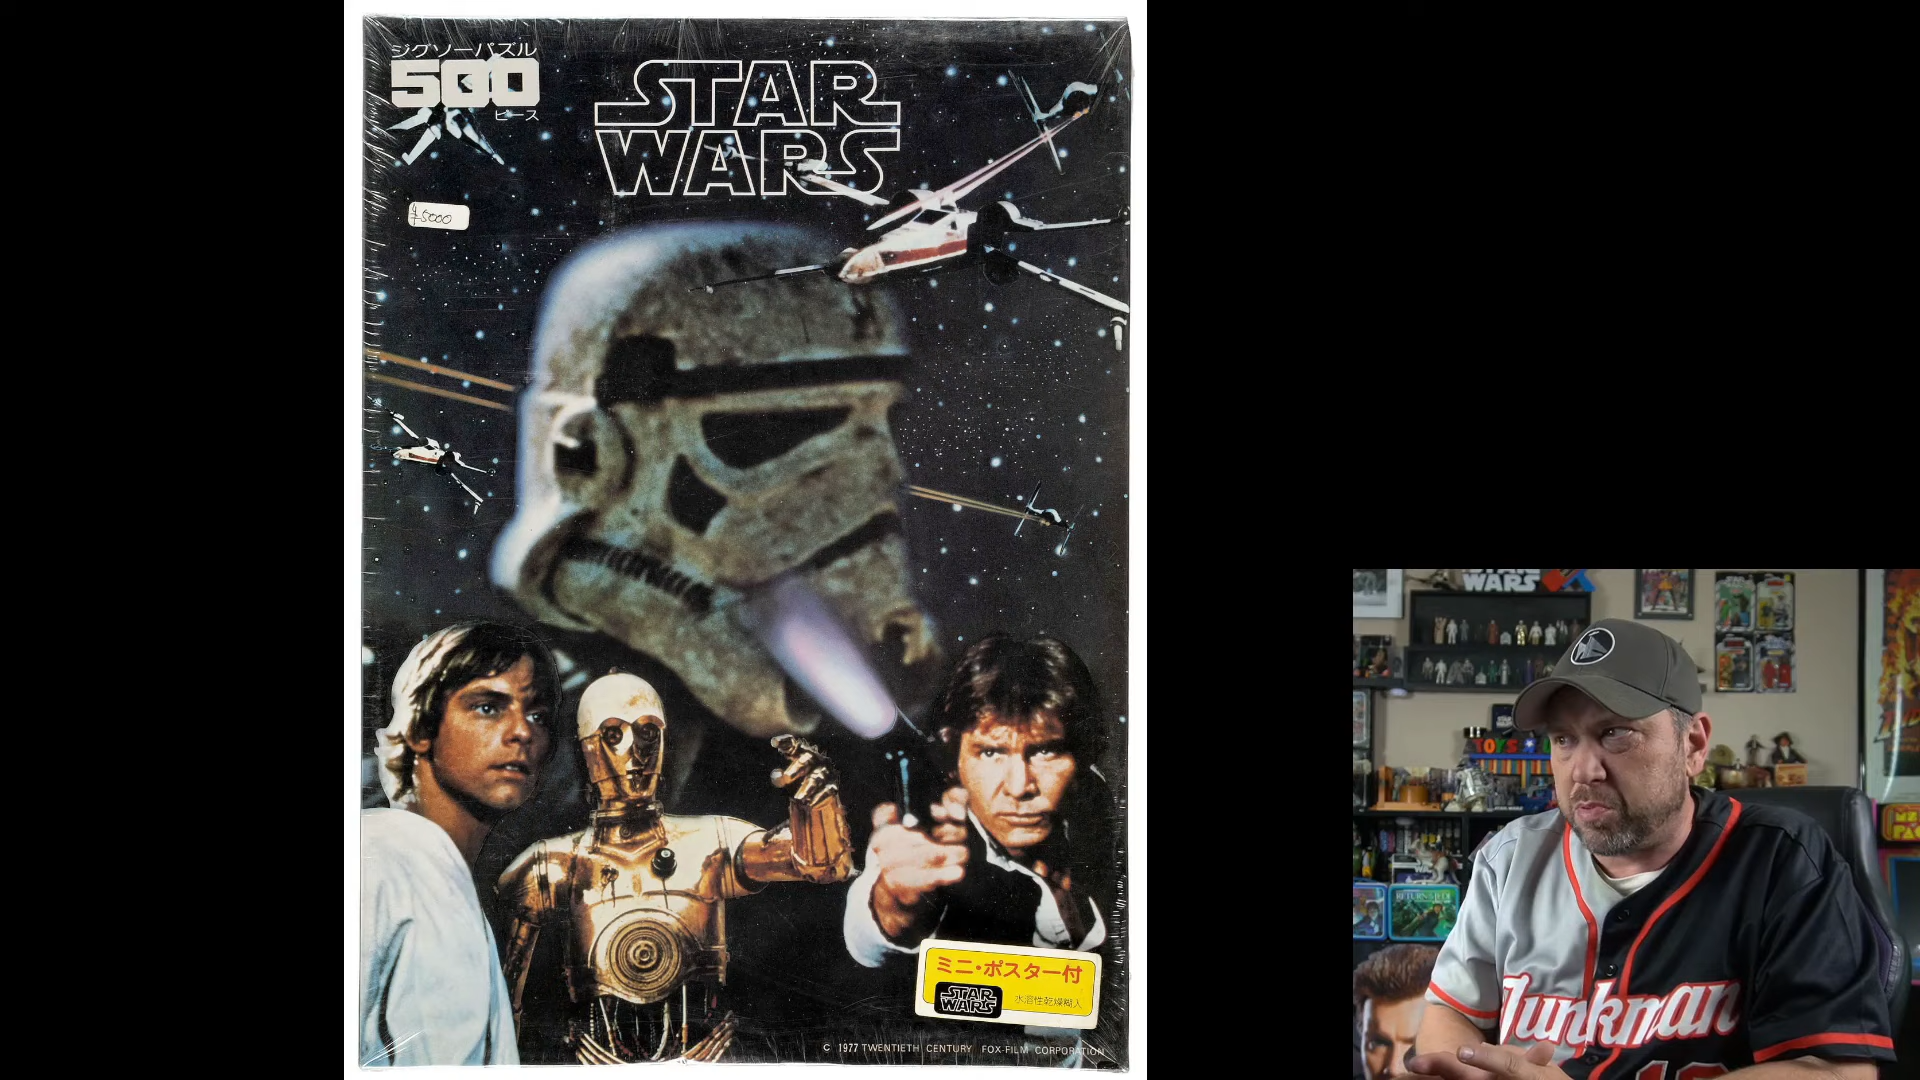 ジグソーパズル
500
ピース
STAR
WARS
¥5000
ミニ・ポスター付
STAR
WARS
水溶性乾燥糊入
C 1977 TWENTIETH CENTURY FOX-FILM CORPORATION
WARS
TOYS
RETURN
JEDI
Junkman